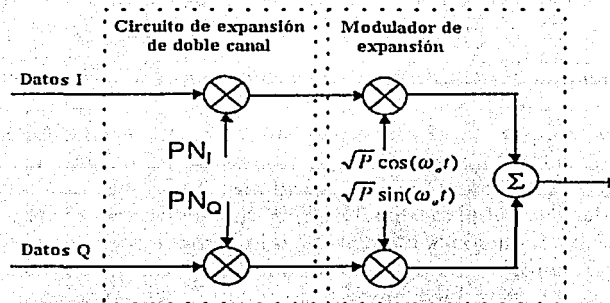 Circuito de expansión
de doble canal
Modulador de
expansión
Datos I
PN_I
√P cos(ω_o t)
PN_Q
√P sin(ω_o t)
Σ
Datos Q